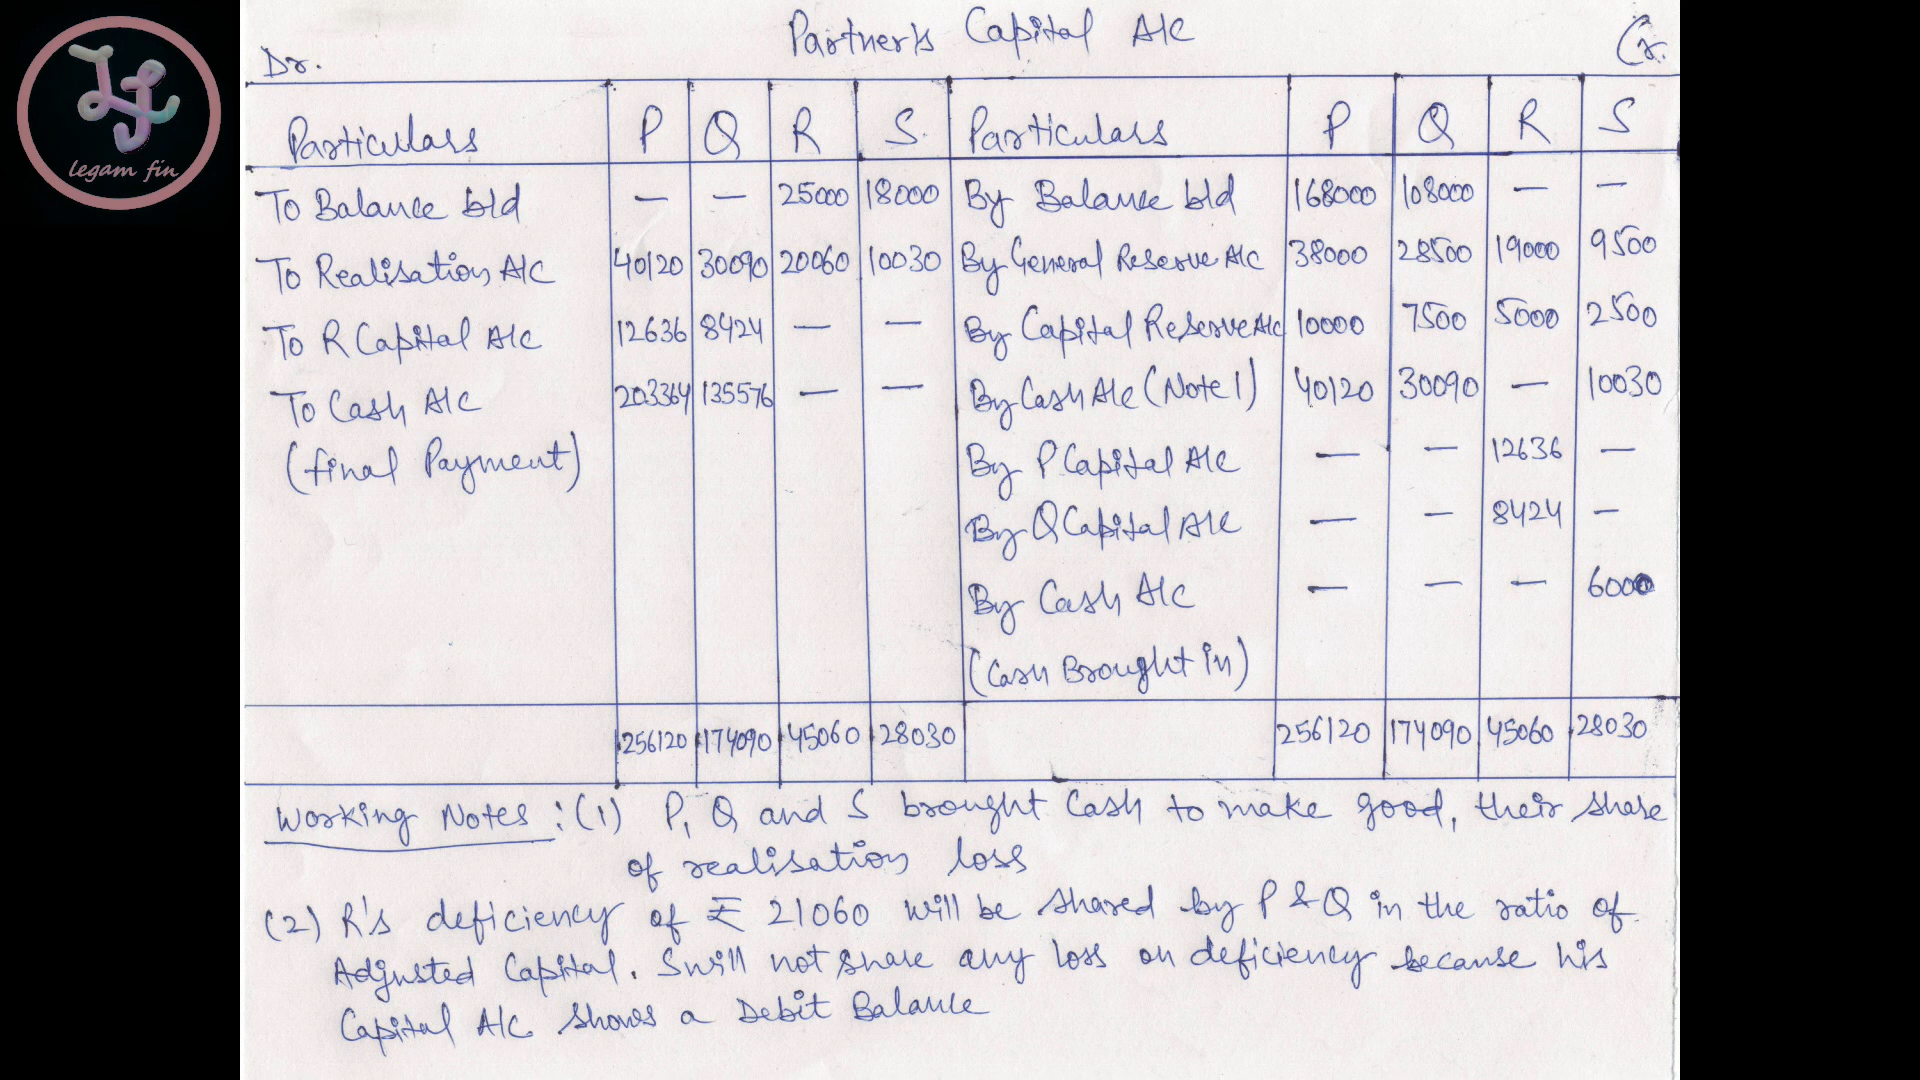 legam fin
Partner's Capital A/C
Dr. Cr.
Particulars P Q R S Particulars P Q R S
To Balance b/d — — 25000 18000 By Balance b/d 168000 108000 — —
To Realisation A/C 40120 30090 20060 10030 By General Reserve A/C 38000 28500 19000 9500
To R Capital A/C 12636 8424 — — By Capital Reserve A/C 10000 7500 5000 2500
To Cash A/C 203364 135576 — — By Cash A/C (Note 1) 40120 30090 — 10030
(final Payment) By P Capital A/C — — 12636 —
By Q Capital A/C — — 8424 —
By Cash A/C — — — 6000
(Cash Brought in)
256120 174090 45060 28030 256120 174090 45060 28030
Working Notes : (1) P, Q and S brought Cash to make good, their share
of realisation loss
(2) R's deficiency of ₹ 21060 will be shared by P & Q in the ratio of
Adjusted Capital. S will not share any loss on deficiency because his
Capital A/C shows a Debit Balance